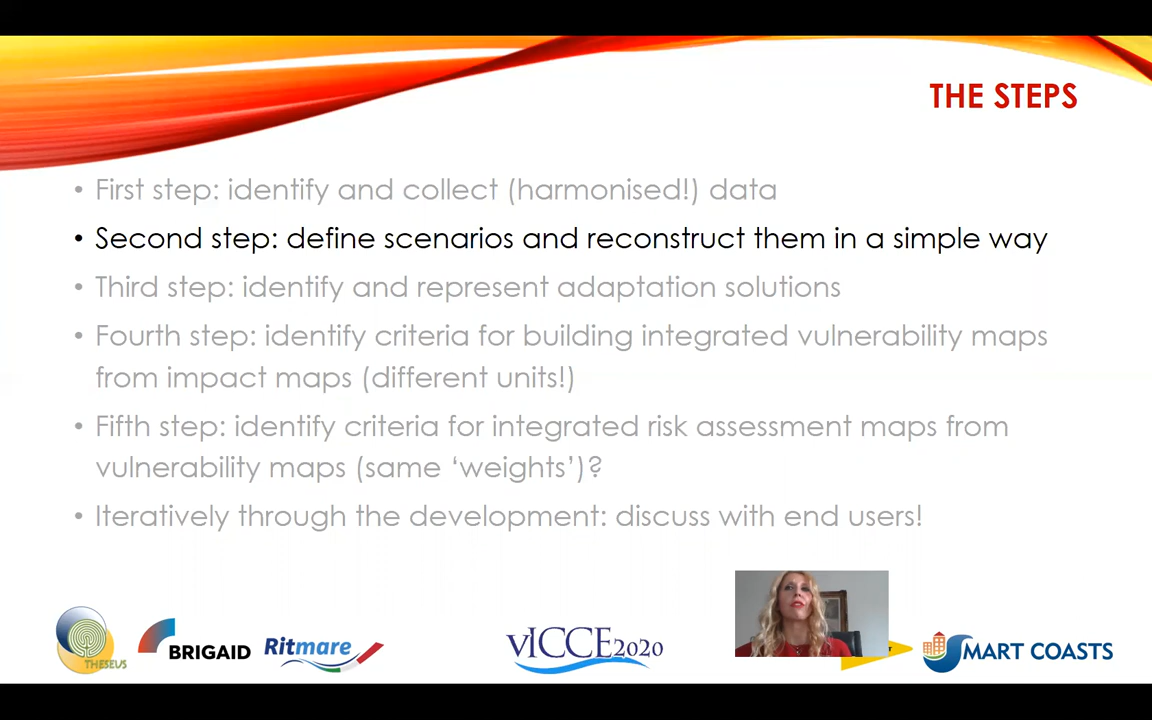 THE STEPS
• First step: identify and collect (harmonised!) data
• Second step: define scenarios and reconstruct them in a simple way
• Third step: identify and represent adaptation solutions
• Fourth step: identify criteria for building integrated vulnerability maps
from impact maps (different units!)
• Fifth step: identify criteria for integrated risk assessment maps from
vulnerability maps (same ‘weights’)?
• Iteratively through the development: discuss with end users!
THESEUS
BRIGAID
Ritmare
vICCE2020
SMART COASTS